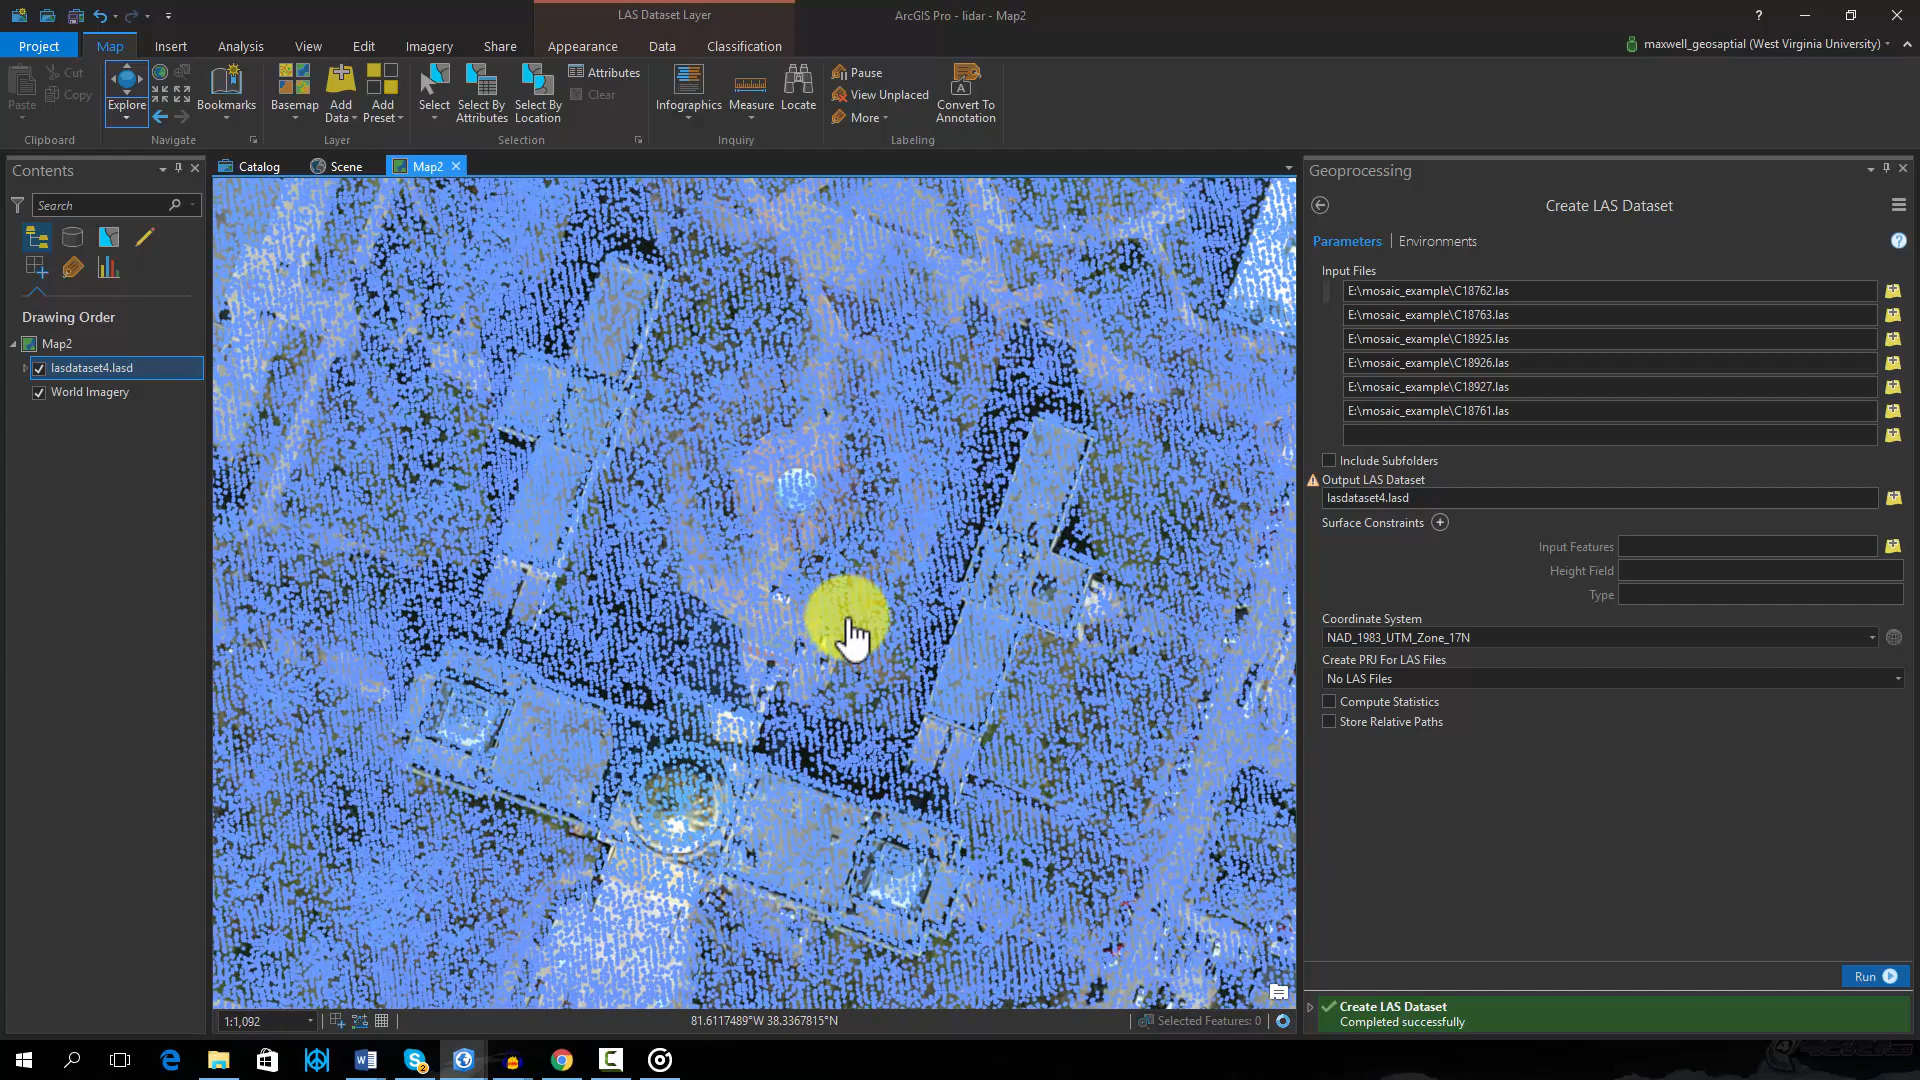 LAS Dataset Layer
ArcGIS Pro - lidar - Map2
?
Project
Map
Insert
Analysis
View
Edit
Imagery
Share
Appearance
Data
Classification
maxwell_geosaptial (West Virginia University)
Paste
Cut
Copy
Explore
Bookmarks
Basemap
Add Data
Add Preset
Select
Select By Attributes
Select By Location
Attributes
Clear
Infographics
Measure
Locate
Pause
View Unplaced
More
Convert To Annotation
Clipboard
Navigate
Layer
Selection
Inquiry
Labeling
Contents
Search
Drawing Order
Map2
lasdataset4.lasd
World Imagery
Catalog
Scene
Map2
1:1,092
81.6117489°W 38.3367815°N
Selected Features: 0
Geoprocessing
Create LAS Dataset
Parameters
Environments
?
Input Files
E:\mosaic_example\C18762.las
E:\mosaic_example\C18763.las
E:\mosaic_example\C18925.las
E:\mosaic_example\C18926.las
E:\mosaic_example\C18927.las
E:\mosaic_example\C18761.las
Include Subfolders
Output LAS Dataset
lasdataset4.lasd
Surface Constraints
Input Features
Height Field
Type
Coordinate System
NAD_1983_UTM_Zone_17N
Create PRJ For LAS Files
No LAS Files
Compute Statistics
Store Relative Paths
Run
Create LAS Dataset
Completed successfully